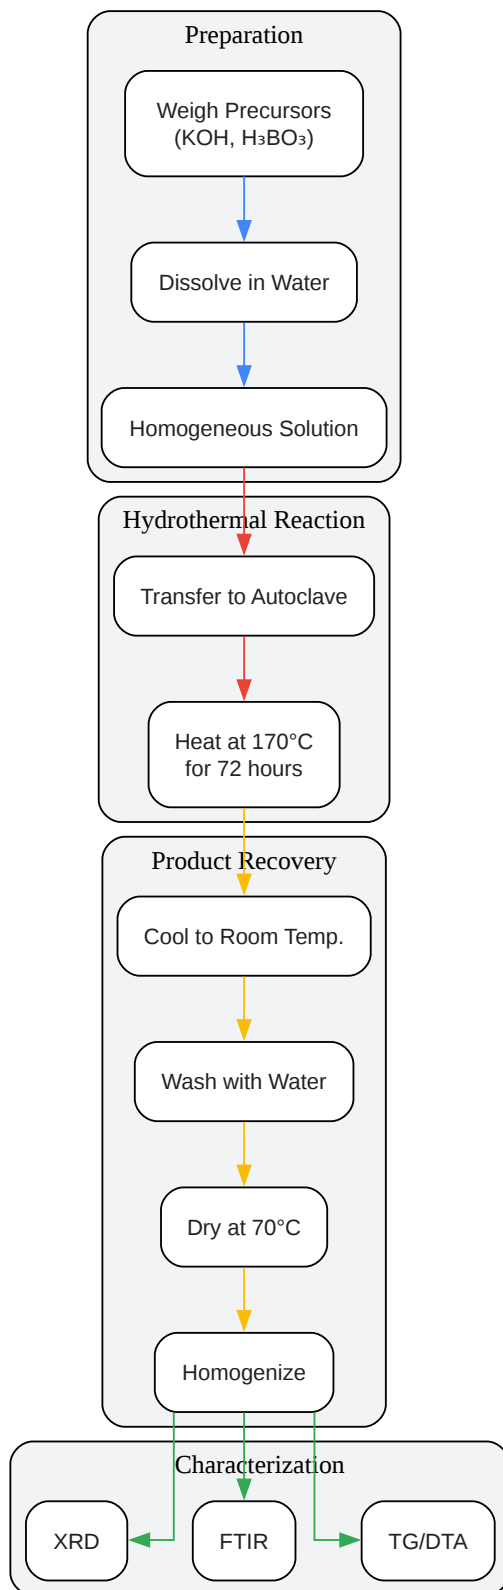 Preparation
Weigh Precursors
(KOH, H₃BO₃)
Dissolve in Water
Homogeneous Solution
Hydrothermal Reaction
Transfer to Autoclave
Heat at 170°C
for 72 hours
Product Recovery
Cool to Room Temp.
Wash with Water
Dry at 70°C
Homogenize
Characterization
XRD
FTIR
TG/DTA